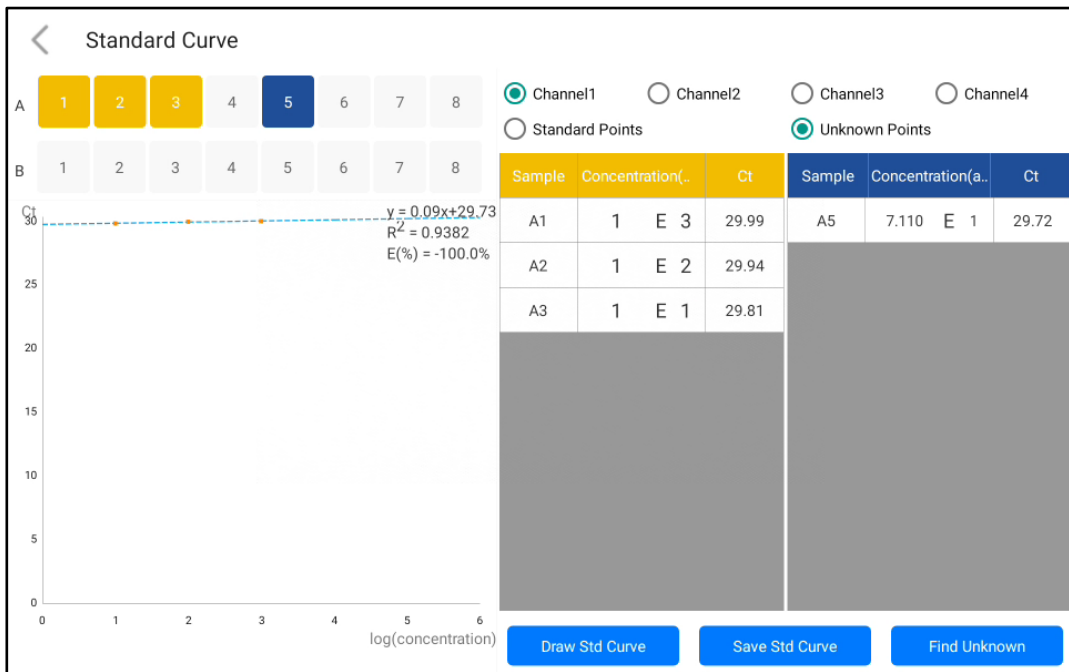 Standard Curve
A 1 2 3 4 5 6 7 8
B 1 2 3 4 5 6 7 8
Ct
30
25
20
15
10
5
0
0 1 2 3 4 5 6
log(concentration)
y = 0.09x+29.73
R2 = 0.9382
E(%) = -100.0%
Channel1 Channel2 Channel3 Channel4
Standard Points Unknown Points
Sample Concentration(.. Ct
A1 1 E 3 29.99
A2 1 E 2 29.94
A3 1 E 1 29.81
Sample Concentration(a.. Ct
A5 7.110 E 1 29.72
Draw Std Curve Save Std Curve Find Unknown